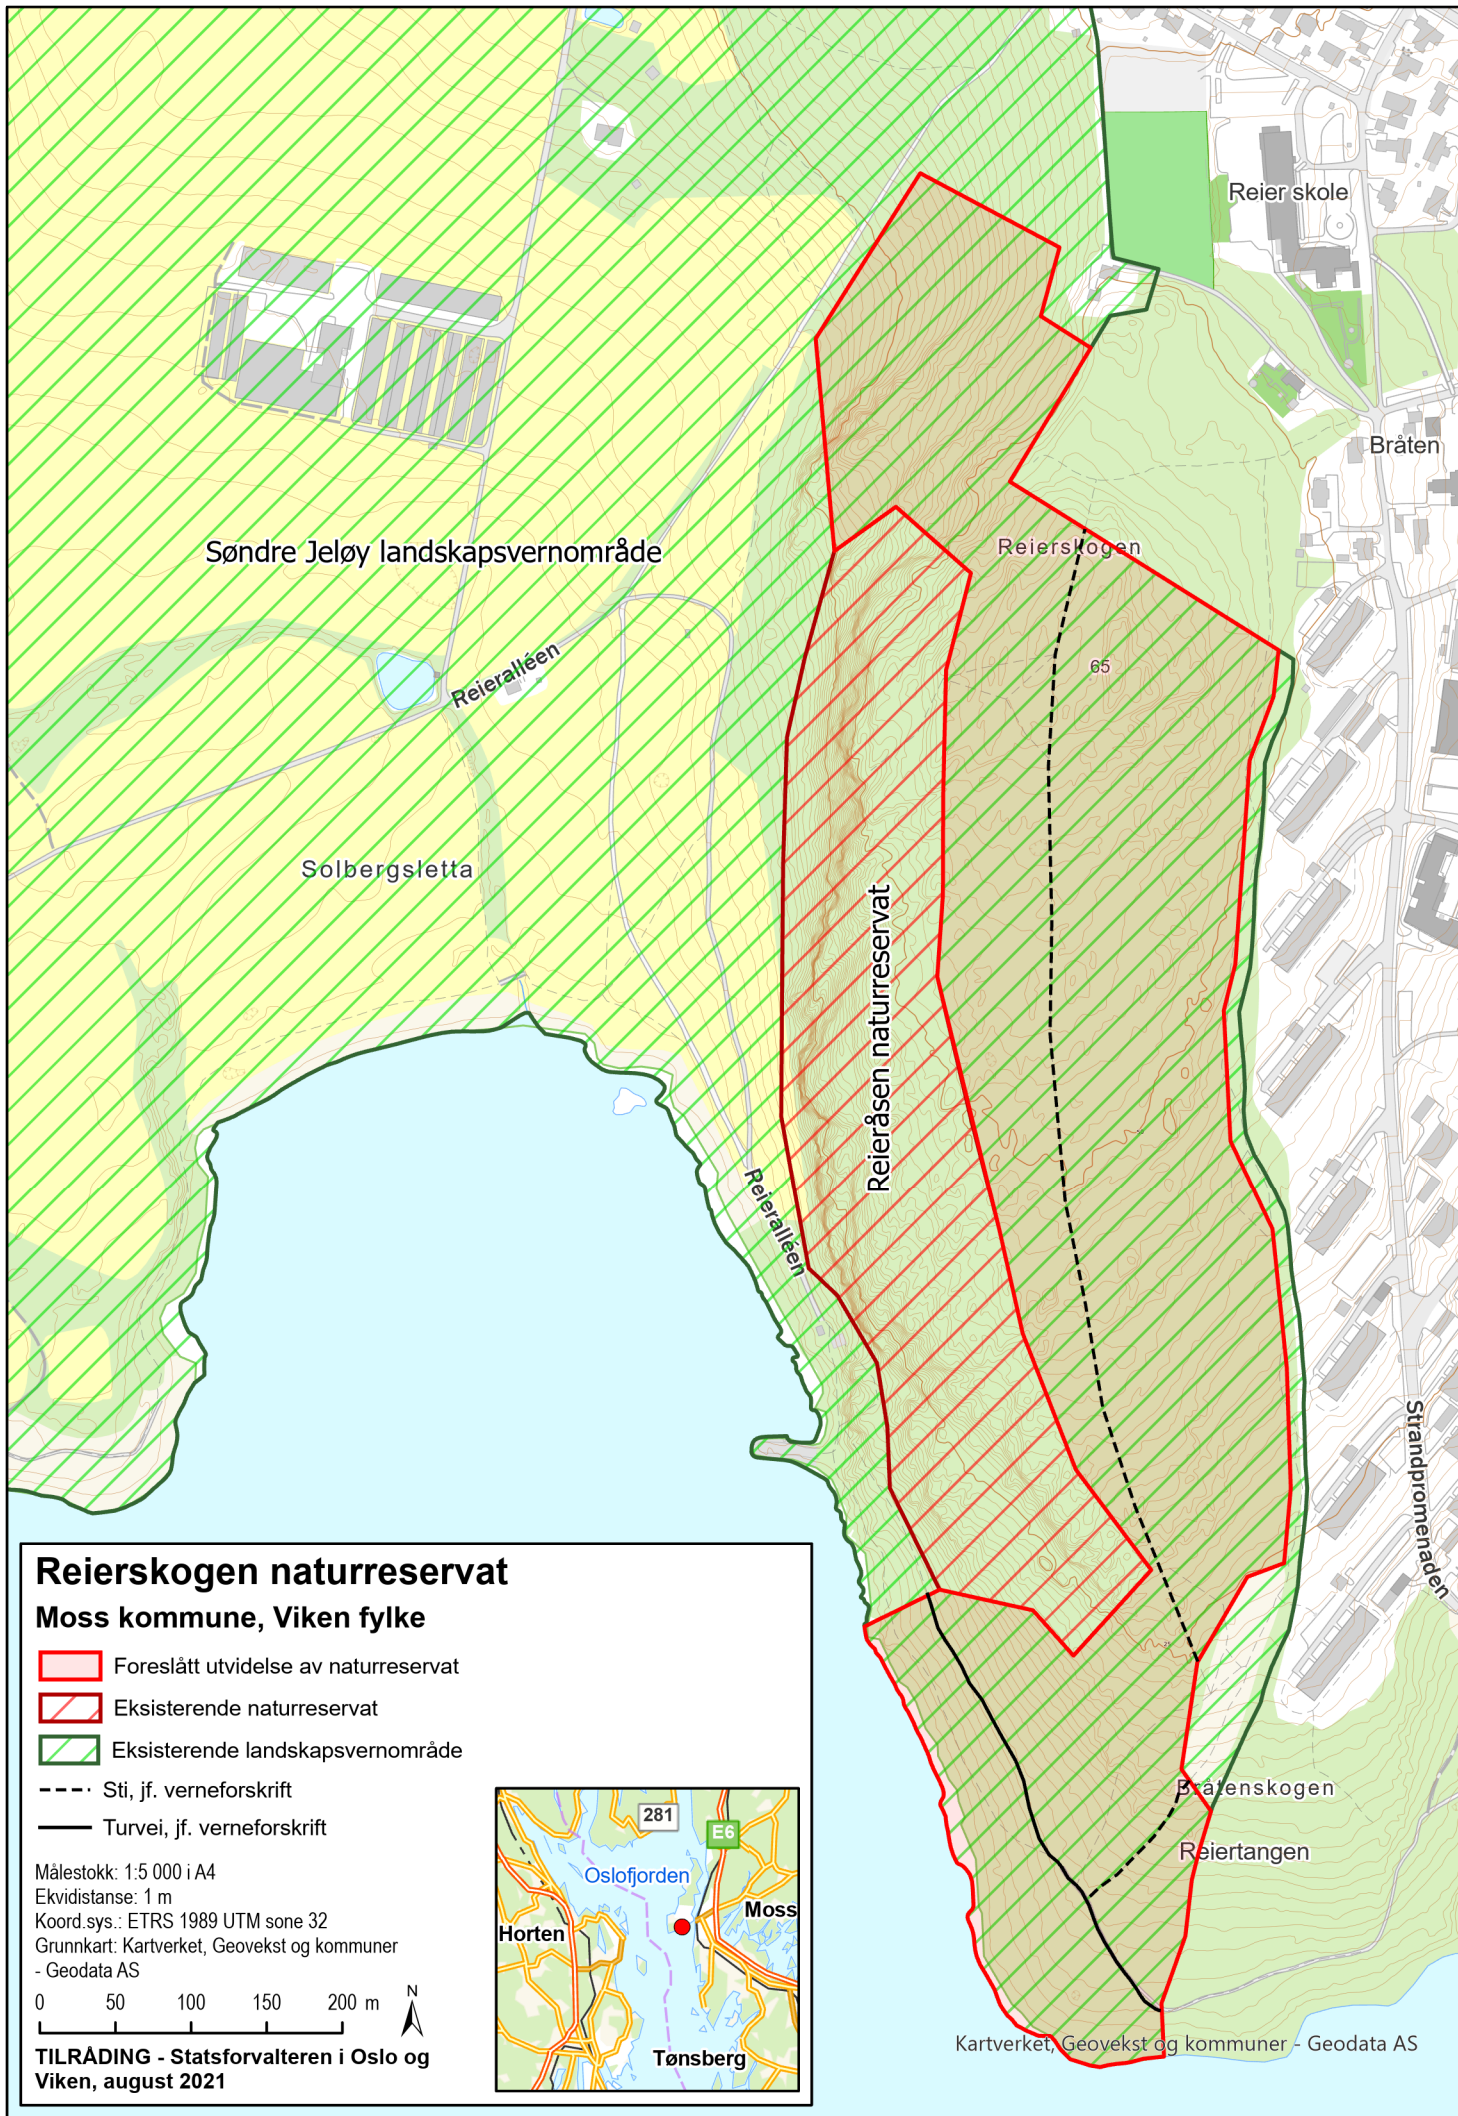 Reier skole
Bråten
Søndre Jeløy landskapsvernområde
Reierskogen
65
Reieralléen
Solbergsletta
Reieråsen naturreservat
50
Reieralléen
Strandpromenaden
25
Bråtenskogen
Reiertangen
Kartverket, Geovekst og kommuner - Geodata AS
Reierskogen naturreservat
Moss kommune, Viken fylke
Foreslått utvidelse av naturreservat
Eksisterende naturreservat
Eksisterende landskapsvernområde
Sti, jf. verneforskrift
Turvei, jf. verneforskrift
Målestokk: 1:5 000 i A4
Ekvidistanse: 1 m
Koord.sys.: ETRS 1989 UTM sone 32
Grunnkart: Kartverket, Geovekst og kommuner
- Geodata AS
N
0 50 100 150 200 m
TILRÅDING - Statsforvalteren i Oslo og
Viken, august 2021
281
E6
Oslofjorden
Moss
Horten
Tønsberg